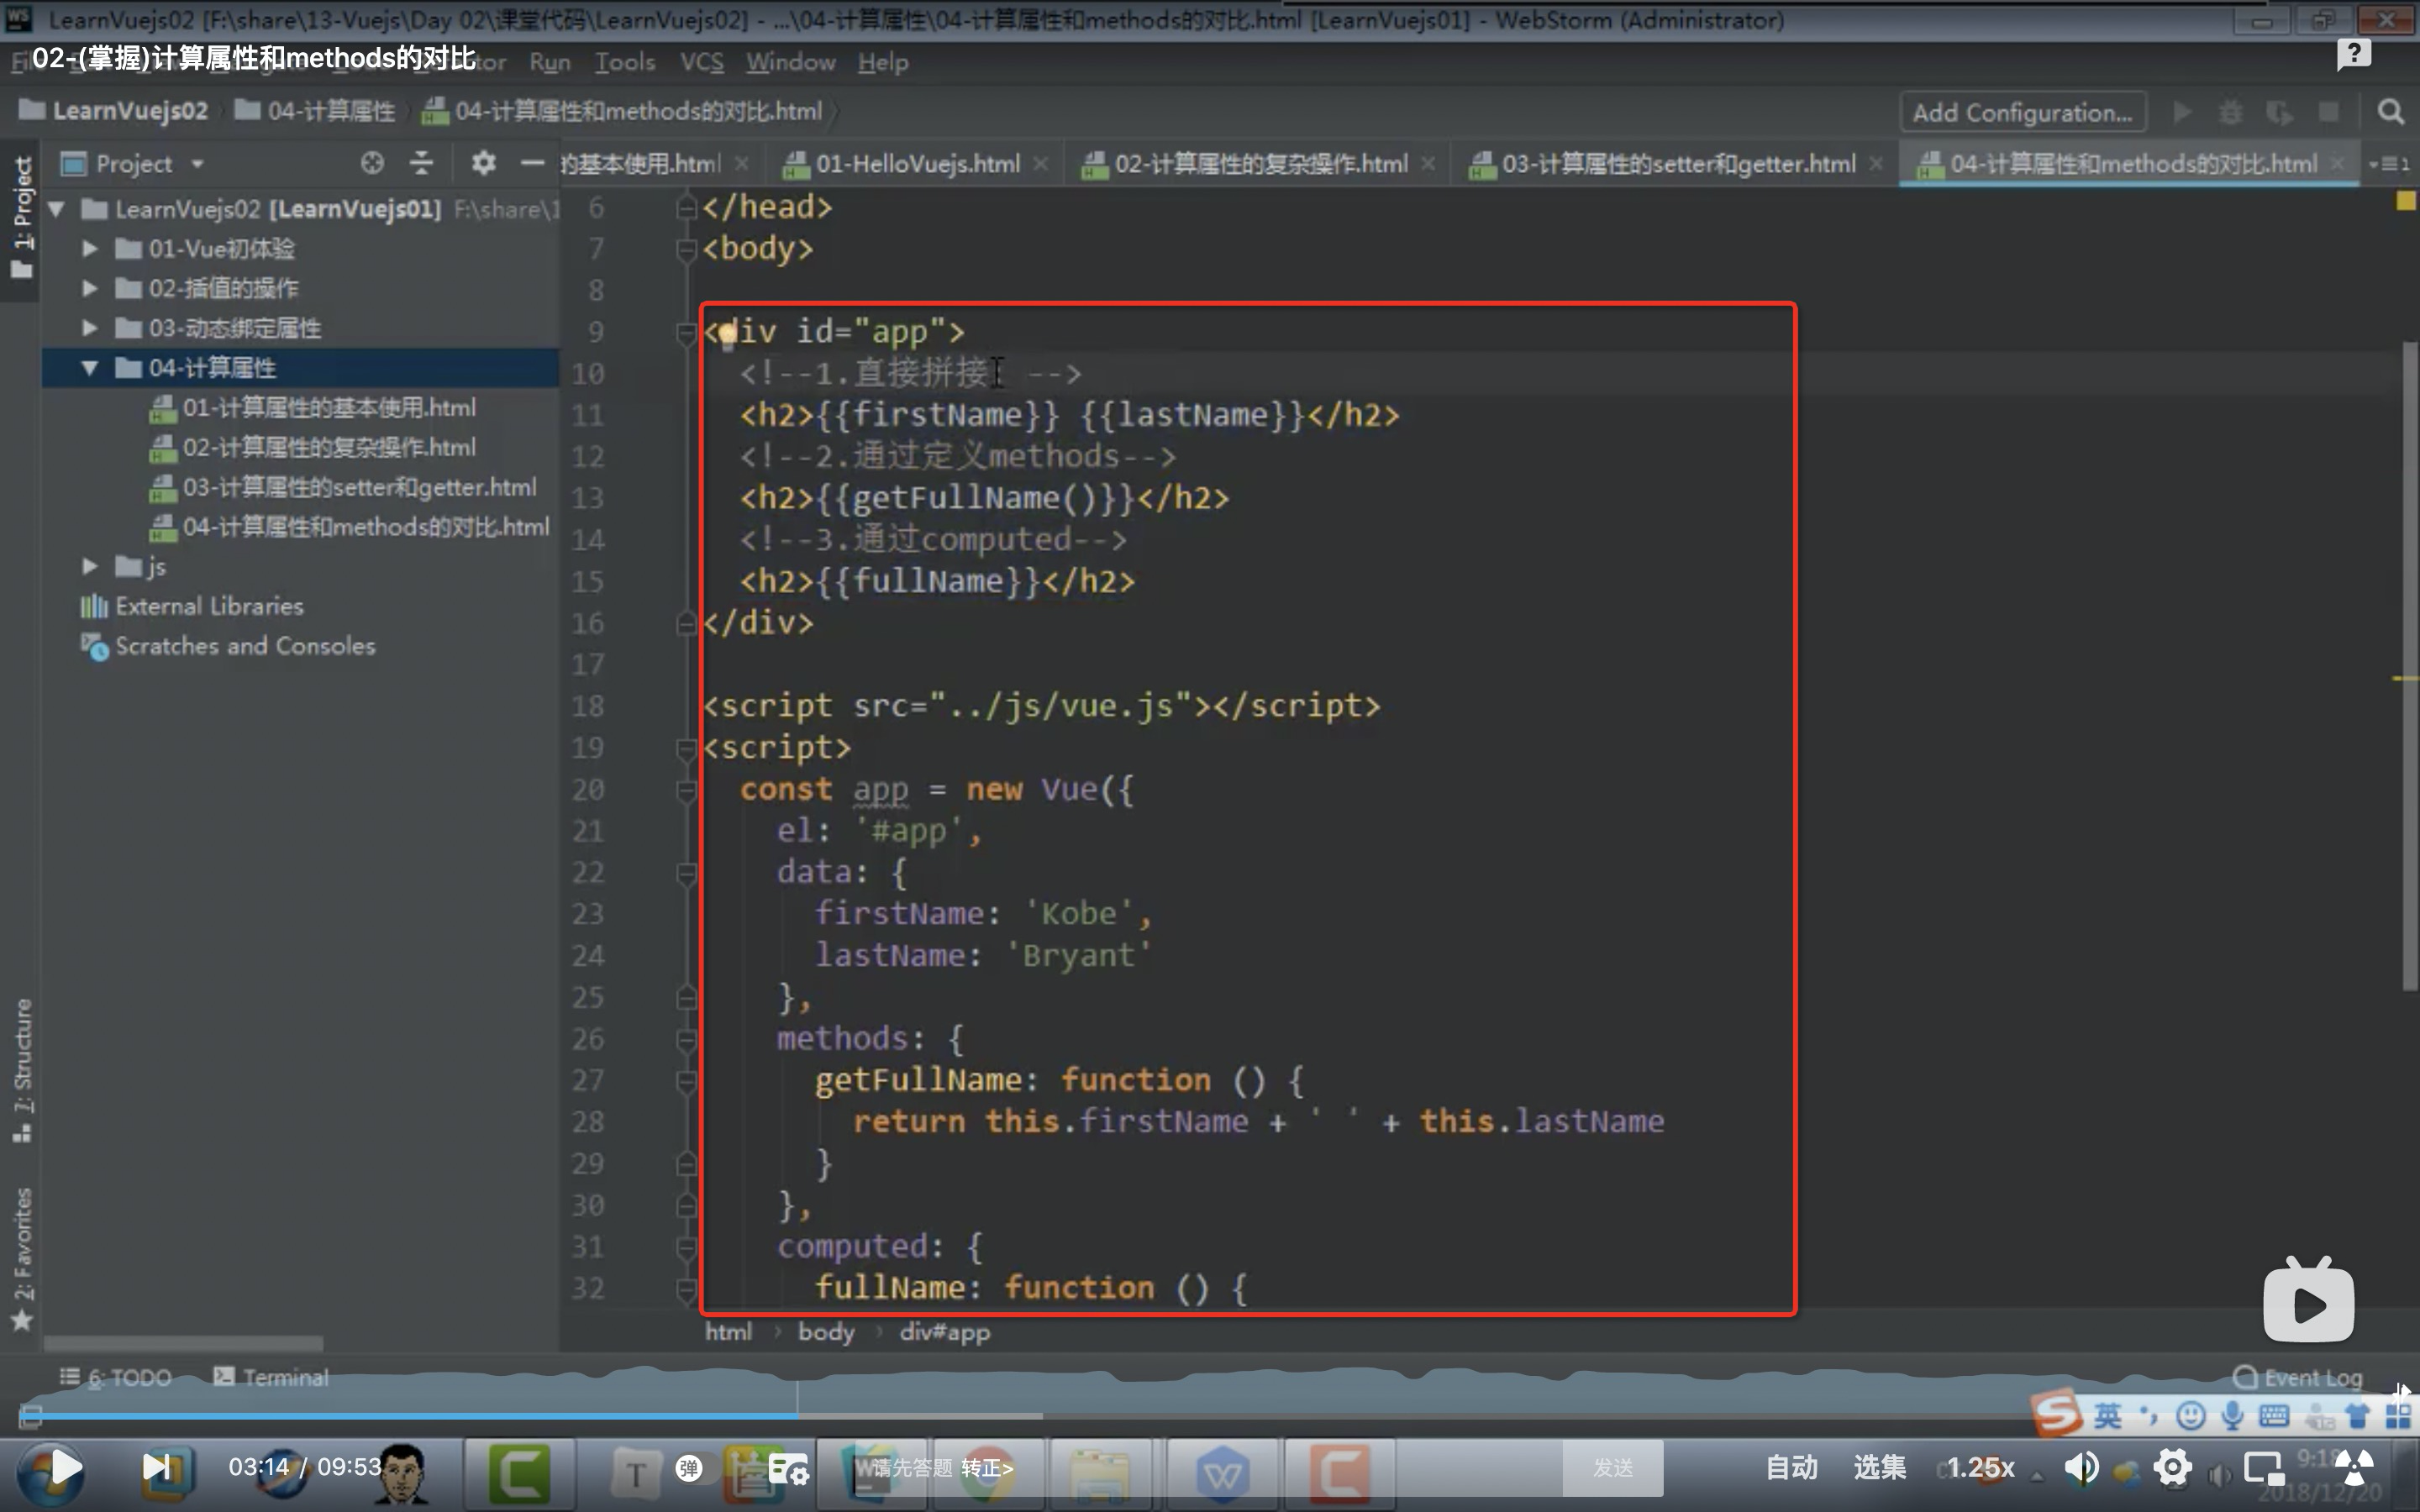 LearnVuejs02 [F:\share\13-Vuejs\Day 02\课堂代码\LearnVuejs02] - ...\04-计算属性\04-计算属性和methods的对比.html [LearnVuejs01] - WebStorm (Administrator)
02-(掌握)计算属性和methods的对比
Run Tools VCS Window Help
LearnVuejs02 04-计算属性 04-计算属性和methods的对比.html
Add Configuration...
Project
的基本使用.html 01-HelloVuejs.html 02-计算属性的复杂操作.html 03-计算属性的setter和getter.html 04-计算属性和methods的对比.html
1: Project
LearnVuejs02 [LearnVuejs01] F:\share\1
01-Vue初体验
02-插值的操作
03-动态绑定属性
04-计算属性
01-计算属性的基本使用.html
02-计算属性的复杂操作.html
03-计算属性的setter和getter.html
04-计算属性和methods的对比.html
js
External Libraries
Scratches and Consoles
7: Structure
2: Favorites
6 </head>
7 <body>
8
9 <div id="app">
10 <!--1.直接拼接: -->
11 <h2>{{firstName}} {{lastName}}</h2>
12 <!--2.通过定义methods-->
13 <h2>{{getFullName()}}</h2>
14 <!--3.通过computed-->
15 <h2>{{fullName}}</h2>
16 </div>
17
18 <script src="../js/vue.js"></script>
19 <script>
20 const app = new Vue({
21 el: '#app',
22 data: {
23 firstName: 'Kobe',
24 lastName: 'Bryant'
25 },
26 methods: {
27 getFullName: function () {
28 return this.firstName + ' ' + this.lastName
29 }
30 },
31 computed: {
32 fullName: function () {
html body div#app
6: TODO Terminal
Event Log
英
03:14 / 09:53
弹
请先答题 转正>
发送
自动 选集 1.25x
2018/12/20